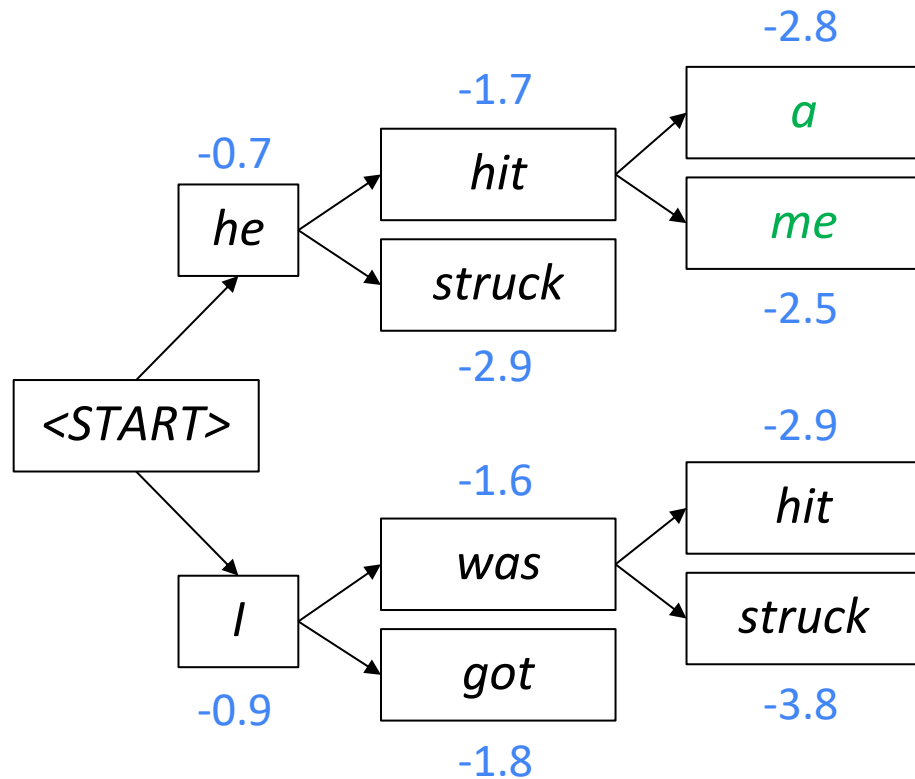 -2.8
-1.7
a
-0.7
hit
me
he
struck
-2.5
-2.9
<START>
-2.9
-1.6
hit
was
I
struck
got
-0.9
-3.8
-1.8